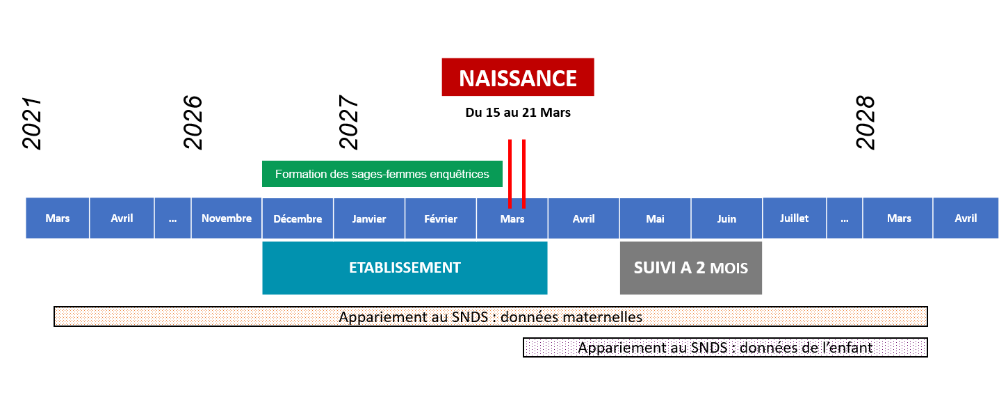 NAISSANCE
Du 15 au 21 Mars
2021
2026
2027
2028
Formation des sages-femmes enquêtrices
Mars
Avril
...
Novembre
Décembre
Janvier
Février
Mars
Avril
Mai
Juin
Juillet
...
Mars
Avril
ETABLISSEMENT
SUIVI A 2 MOIS
Appariement au SNDS : données maternelles
Appariement au SNDS : données de l’enfant